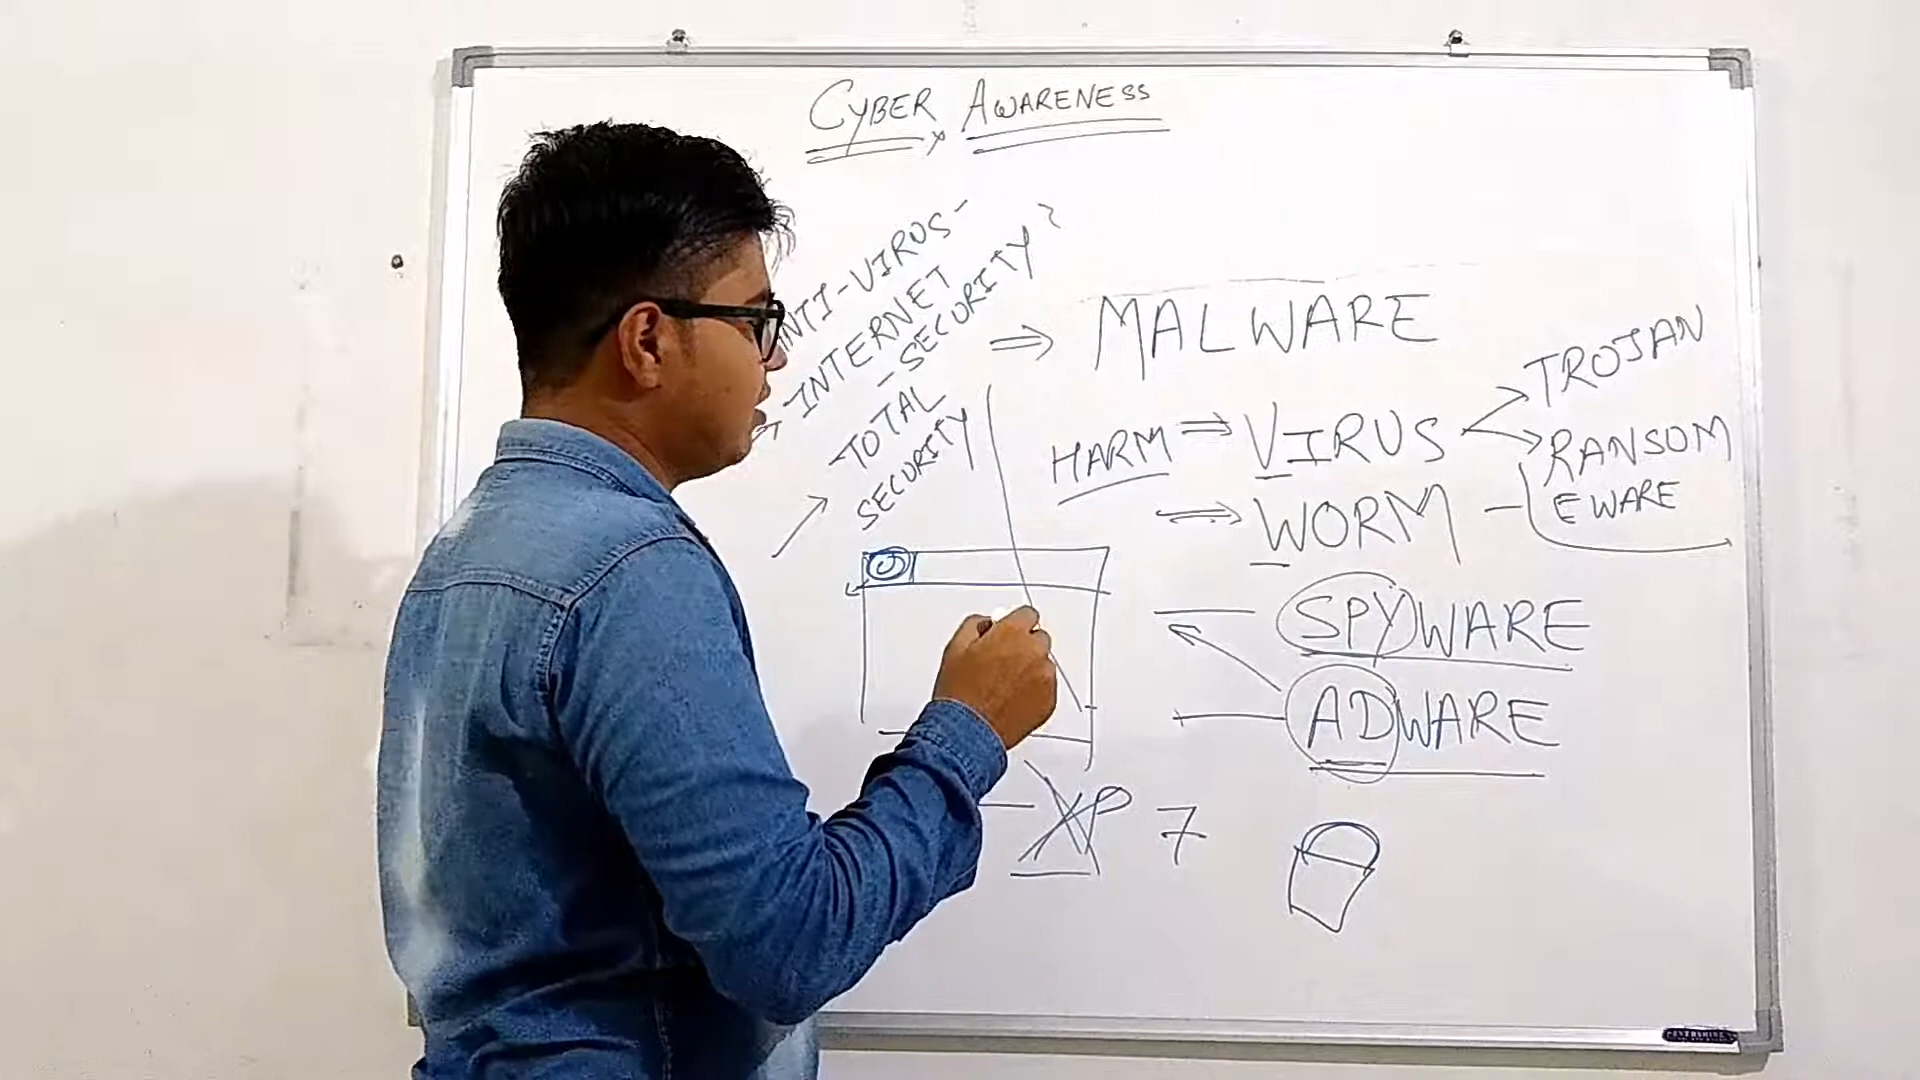 CYBER AWARENESS
ANTI-VIRUS-
INTERNET
-SECURITY?
TOTAL
SECURITY
⇒ MALWARE
HARM ⇒ VIRUS
TROJAN
RANSOM
EWARE
⇒ WORM -
SPYWARE
ADWARE
XP 7